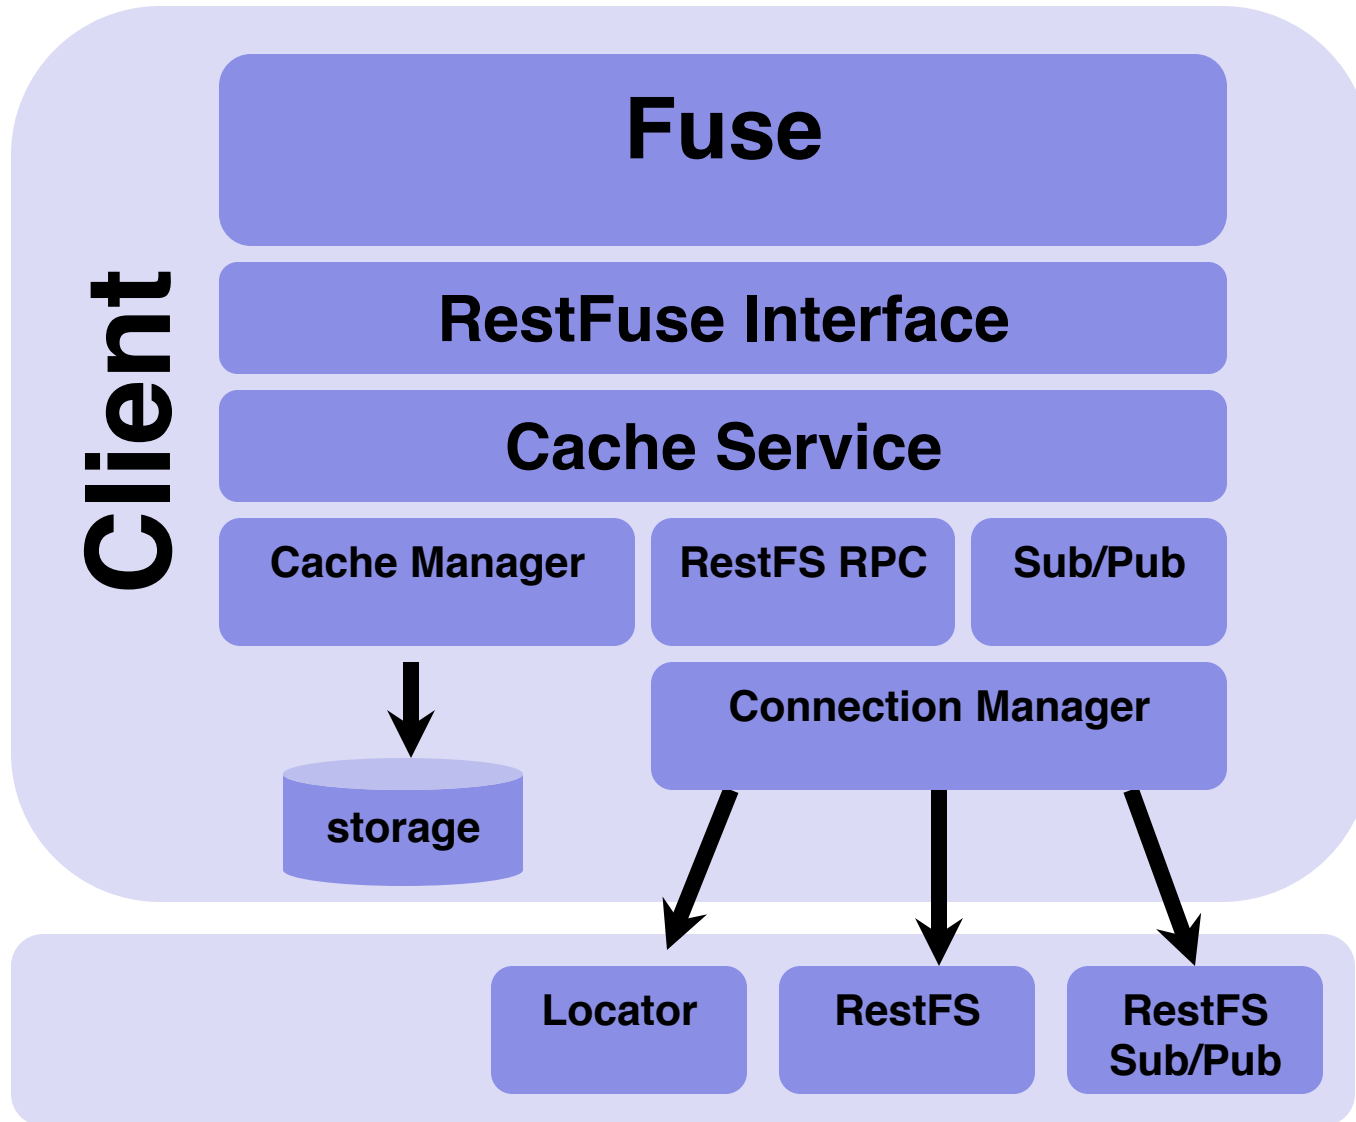 Client
Fuse
RestFuse Interface
Cache Service
Cache Manager
RestFS RPC
Sub/Pub
Connection Manager
storage
Locator
RestFS
RestFS
Sub/Pub